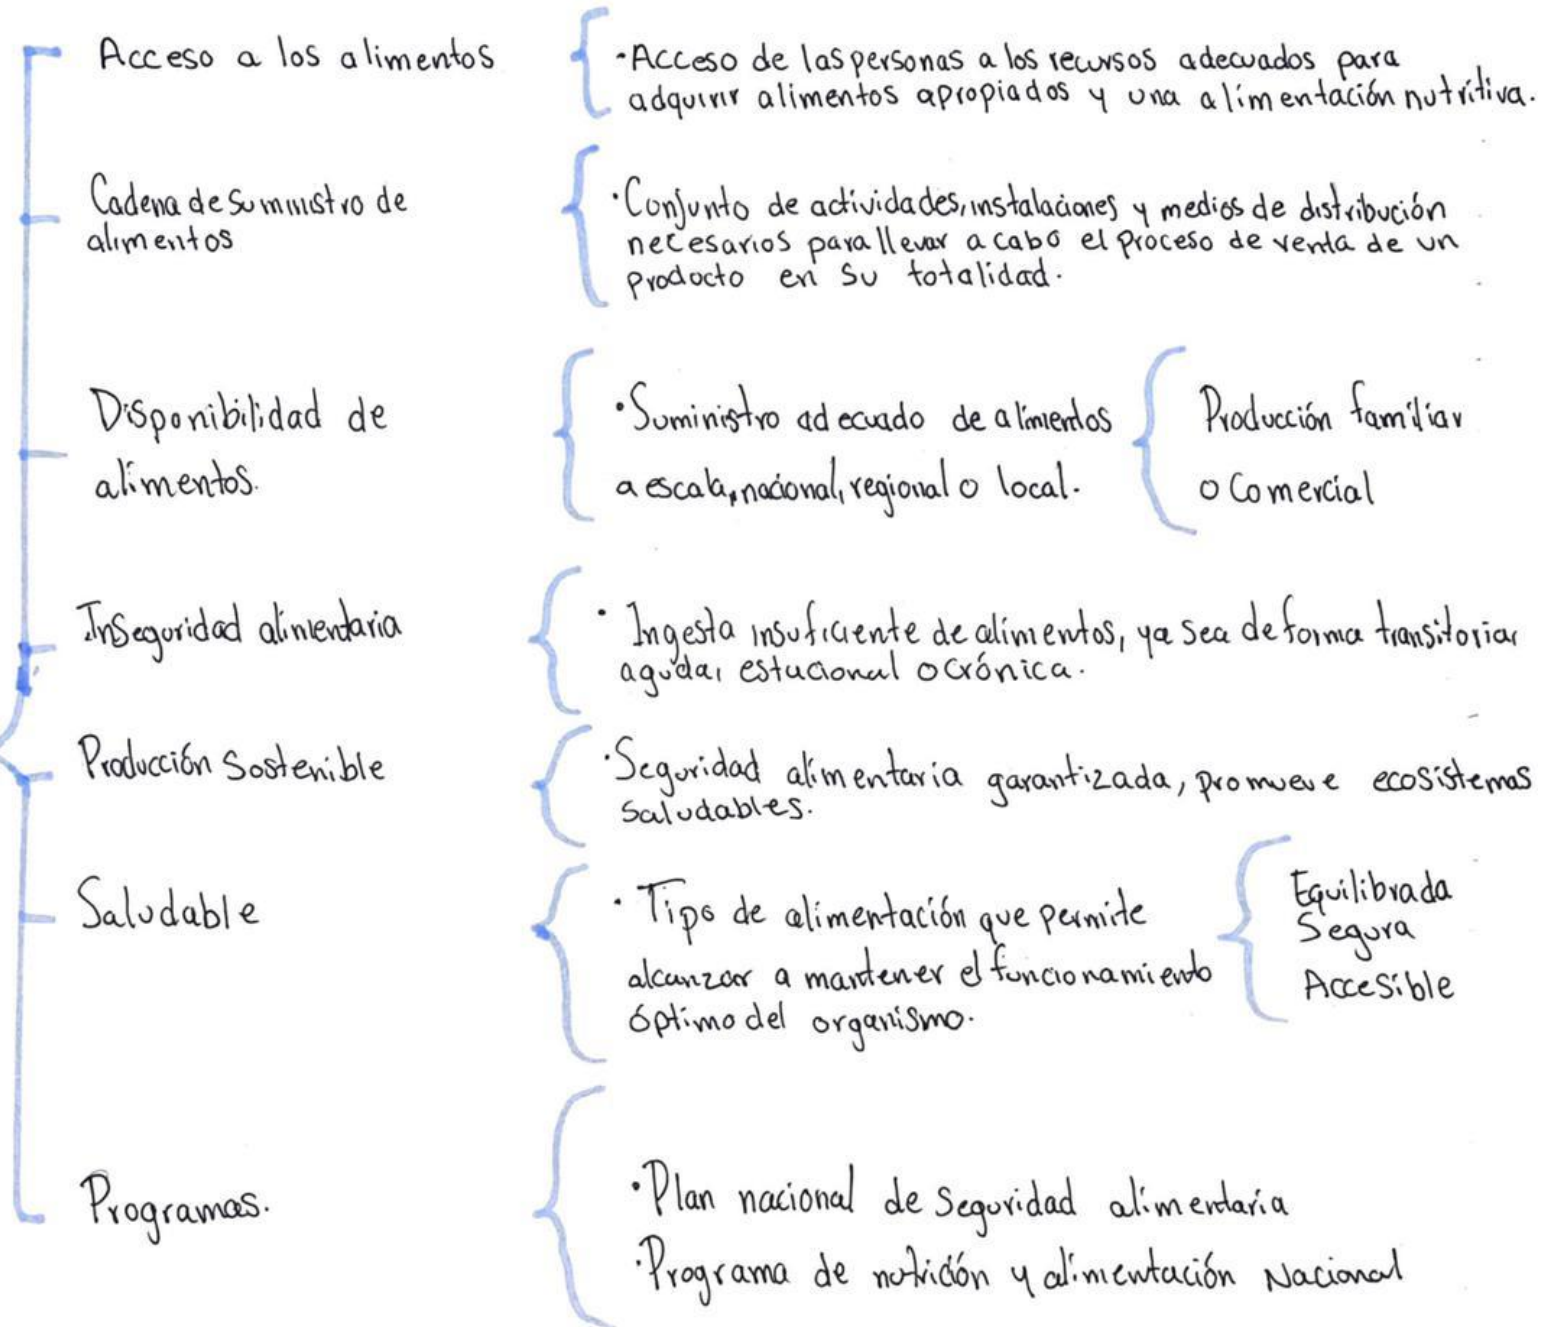 Acceso a los alimentos
·Acceso de las personas a los recursos adecuados para
adquirir alimentos apropiados y una alimentación nutritiva.
Cadena de suministro de
alimentos
·Conjunto de actividades, instalaciones y medios de distribución
necesarios para llevar a cabo el proceso de venta de un
producto en su totalidad.
Disponibilidad de
alimentos.
·Suministro adecuado de alimentos
a escala, nacional, regional o local.
Producción familiar
o Comercial
Inseguridad alimentaria
· Ingesta insuficiente de alimentos, ya sea de forma transitoria,
aguda, estacional o crónica.
Producción Sostenible
·Seguridad alimentaria garantizada, promueve ecosistemas
saludables.
Saludable
· Tipo de alimentación que permite
alcanzar a mantener el funcionamiento
óptimo del organismo.
Equilibrada
Segura
Accesible
Programas.
·Plan nacional de Seguridad alimentaria
·Programa de nutrición y alimentación Nacional